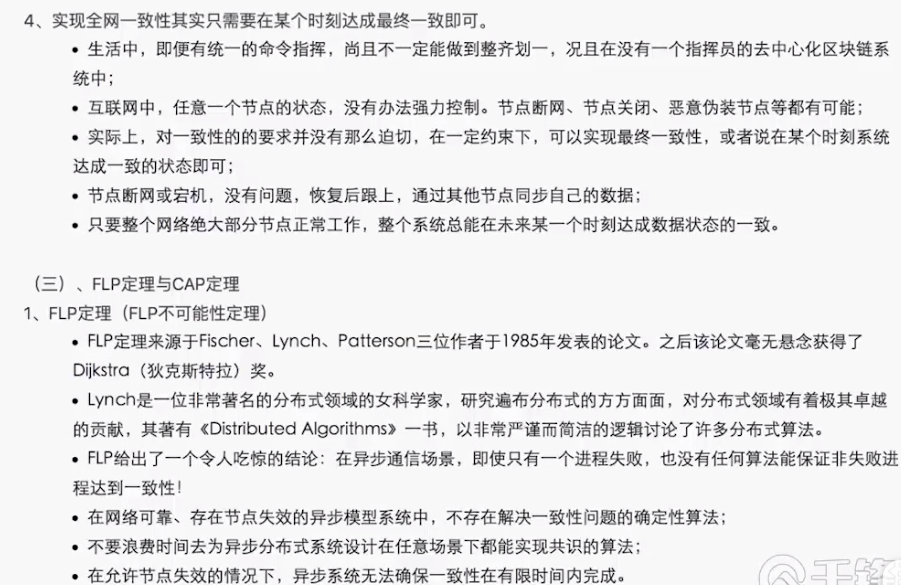 4、实现全网一致性其实只需要在某个时刻达成最终一致即可。
• 生活中，即便有统一的命令指挥，尚且不一定能做到整齐划一，况且在没有一个指挥员的去中心化区块链系
统中；
• 互联网中，任意一个节点的状态，没有办法强力控制。节点断网、节点关闭、恶意伪装节点等都有可能；
• 实际上，对一致性的的要求并没有那么迫切，在一定约束下，可以实现最终一致性，或者说在某个时刻系统
达成一致的状态即可；
• 节点断网或宕机，没有问题，恢复后跟上，通过其他节点同步自己的数据；
• 只要整个网络绝大部分节点正常工作，整个系统总能在未来某一个时刻达成数据状态的一致。
（三）、FLP定理与CAP定理
1、FLP定理（FLP不可能性定理）
• FLP定理来源于Fischer、Lynch、Patterson三位作者于1985年发表的论文。之后该论文毫无悬念获得了
Dijkstra（狄克斯特拉）奖。
• Lynch是一位非常著名的分布式领域的女科学家，研究遍布分布式的方方面面，对分布式领域有着极其卓越
的贡献，其著有《Distributed Algorithms》一书，以非常严谨而简洁的逻辑讨论了许多分布式算法。
• FLP给出了一个令人吃惊的结论：在异步通信场景，即使只有一个进程失败，也没有任何算法能保证非失败进
程达到一致性！
• 在网络可靠、存在节点失效的异步模型系统中，不存在解决一致性问题的确定性算法；
• 不要浪费时间去为异步分布式系统设计在任意场景下都能实现共识的算法；
• 在允许节点失效的情况下，异步系统无法确保一致性在有限时间内完成。